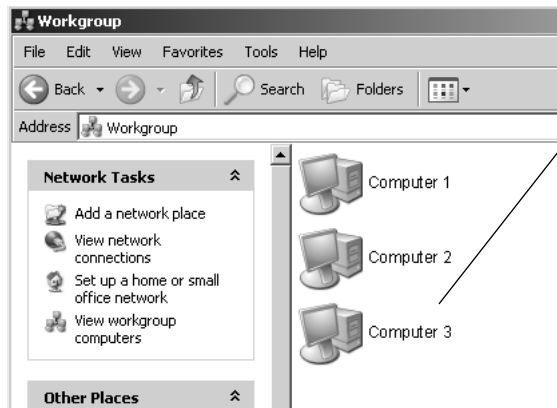 Workgroup
File Edit View Favorites Tools Help
Back Search Folders
Address Workgroup
Network Tasks
Add a network place
View network
connections
Set up a home or small
office network
View workgroup
computers
Other Places
Computer 1
Computer 2
Computer 3